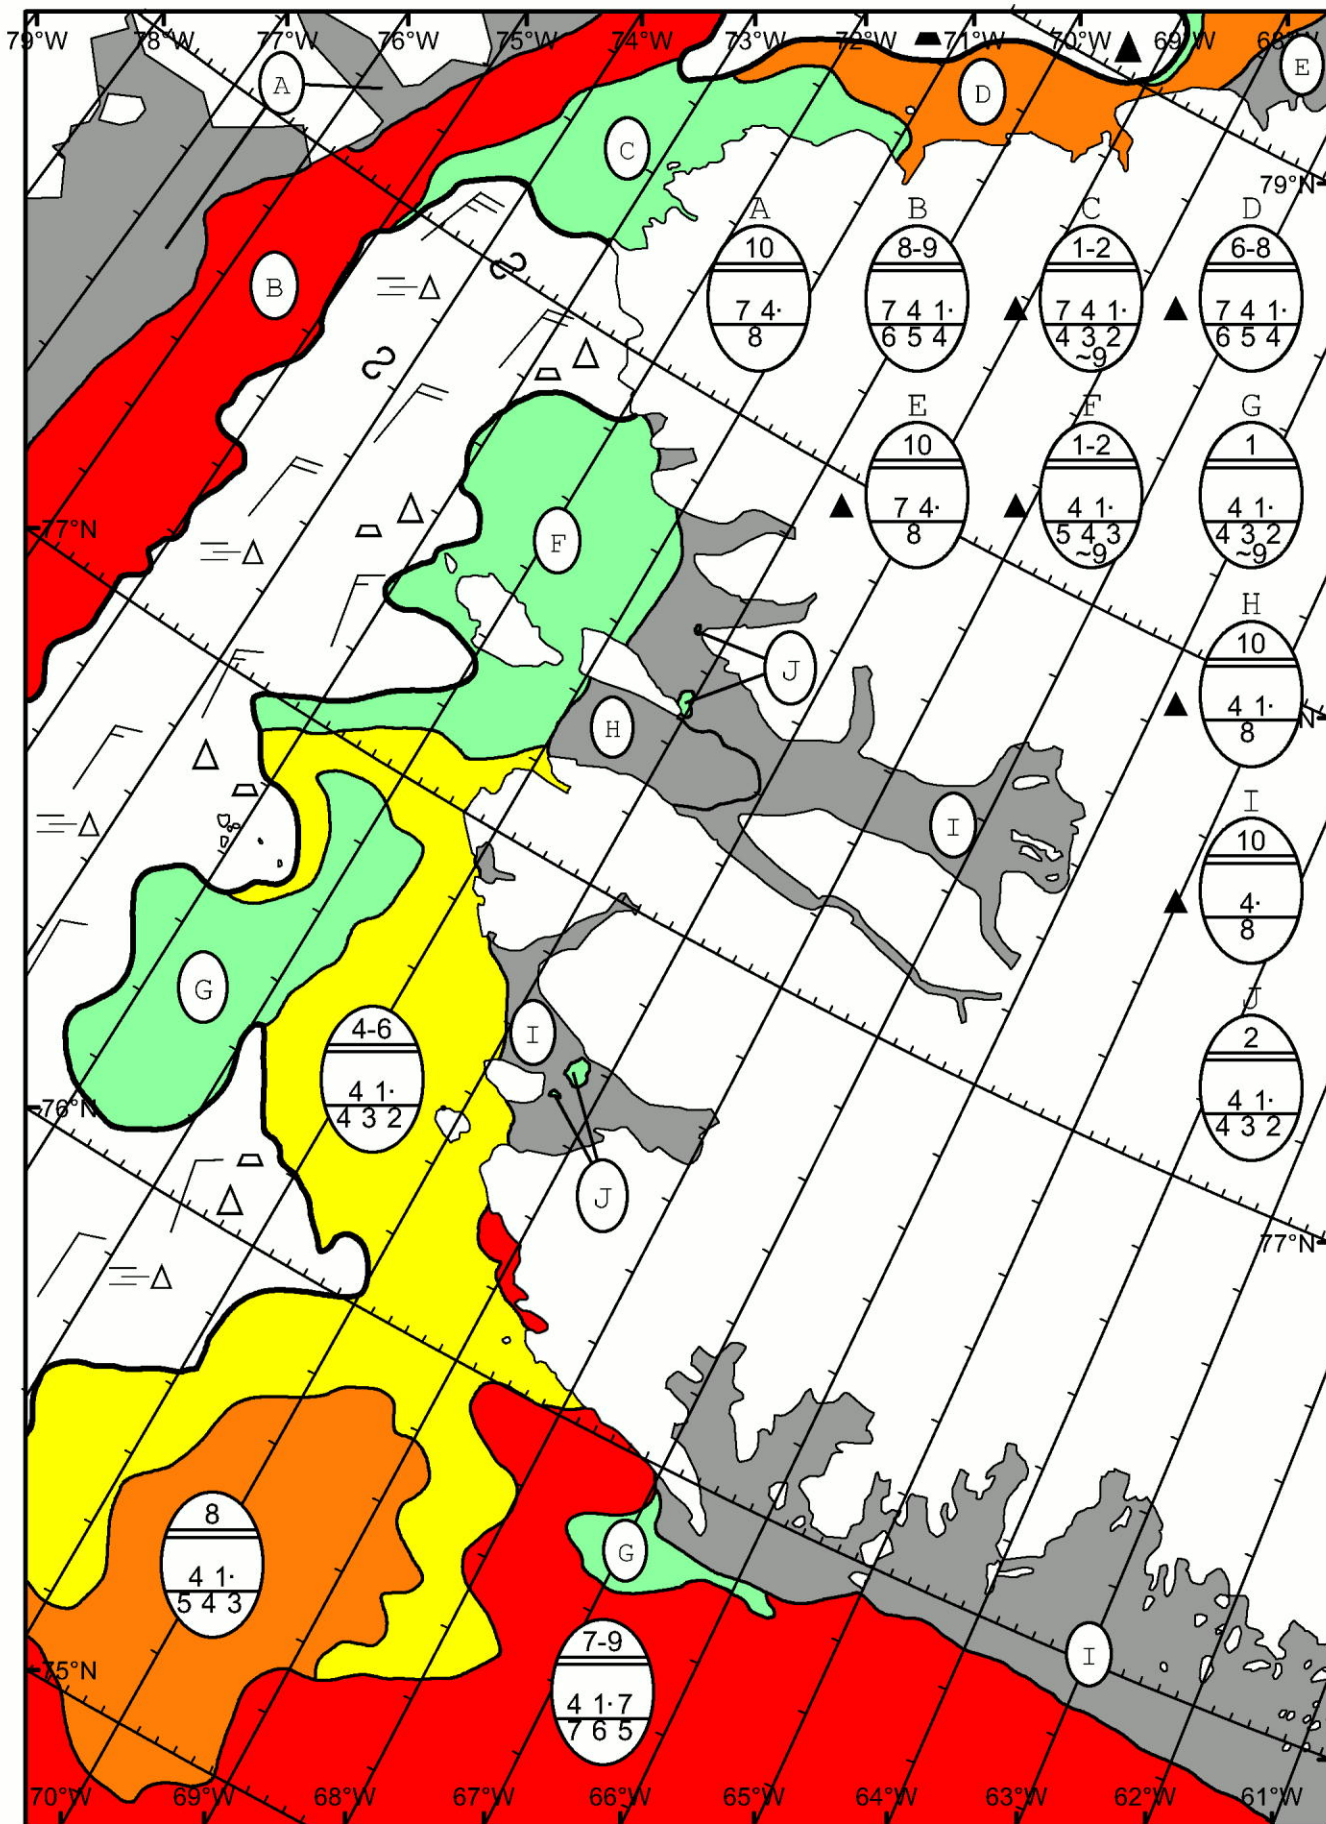 79°W 78°W 77°W 76°W 75°W 74°W 73°W 72°W 71°W 70°W 69°W 68°W
A
E
D
C
79°N
A B C D
10 8-9 1-2 6-8
B
7 4· 7 4 1· 7 4 1· 7 4 1·
8 6 5 4 4 3 2 6 5 4
~9
E F G
10 1-2 1
7 4· 4 1· 4 1·
8 5 4 3 4 3 2
~9 ~9
77°N
F
H
10
J
4 1·
H N
8
I
10
I
4·
8
G
J
I
2
4-6
4 1·
4 1·
4 3 2
4 3 2
76°N
J
77°N
8
G
4 1·
5 4 3
7-9
I
75°N
4 1· 7
7 6 5
70°W 69°W 68°W 67°W 66°W 65°W 64°W 63°W 62°W 61°W